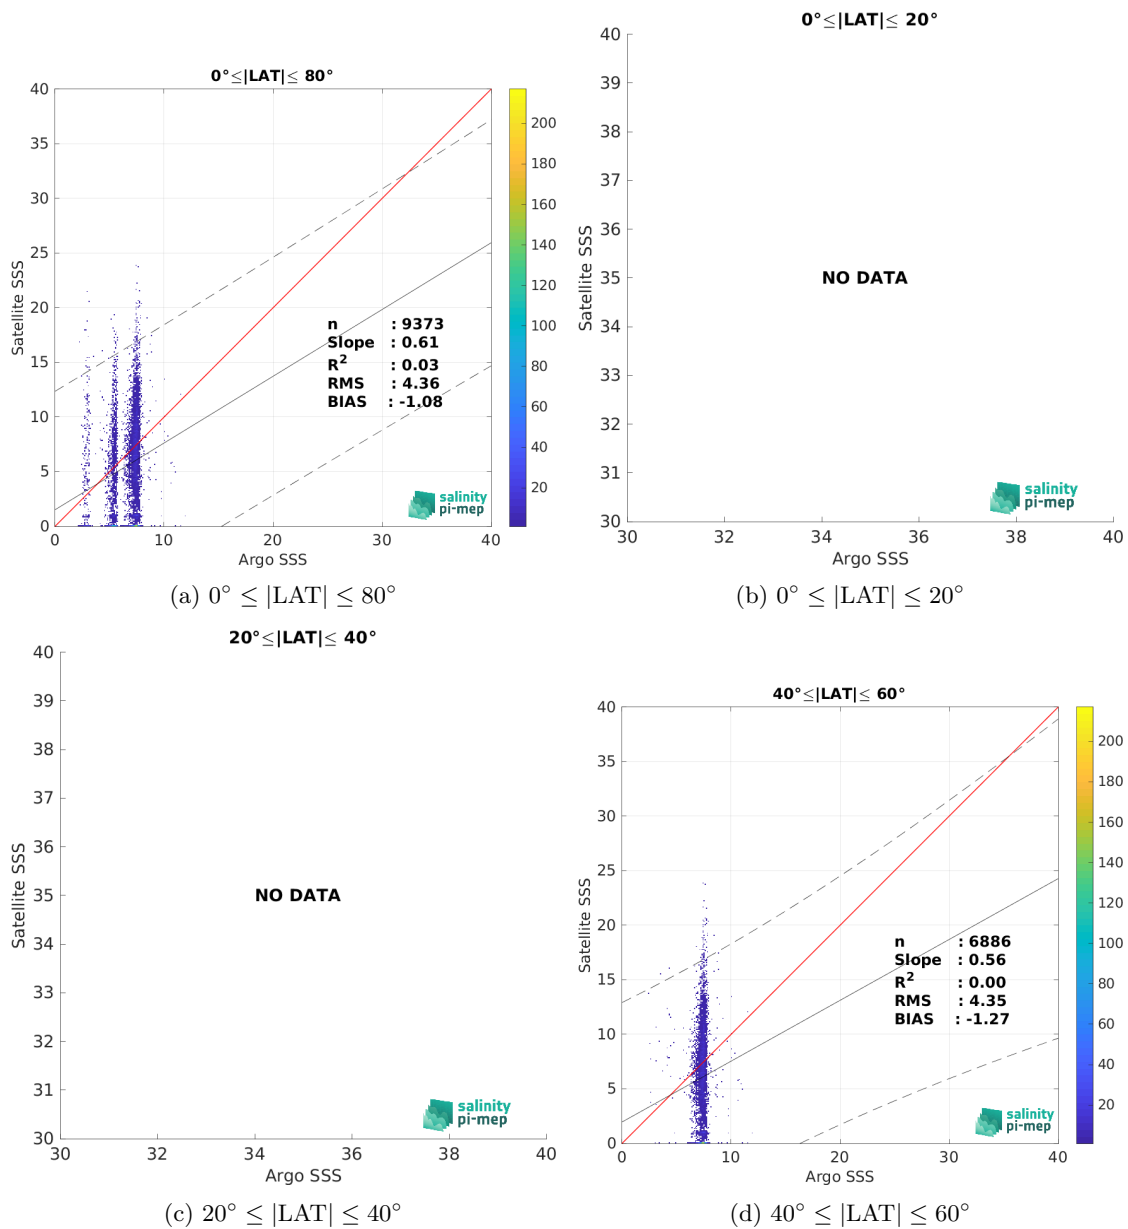 0°≤|LAT|≤ 80°
40
35
30
25
20
15
10
5
0
Satellite SSS
0
10
20
30
40
Argo SSS
200
180
160
140
120
100
80
60
40
20
n : 9373
Slope : 0.61
R2 : 0.03
RMS : 4.36
BIAS : -1.08
salinity
pi-mep
(a) 0° ≤ |LAT| ≤ 80°
0°≤|LAT|≤ 20°
40
39
38
37
36
35
34
33
32
31
30
Satellite SSS
NO DATA
salinity
pi-mep
30
32
34
36
38
40
Argo SSS
(b) 0° ≤ |LAT| ≤ 20°
20°≤|LAT|≤ 40°
40
39
38
37
36
35
34
33
32
31
30
Satellite SSS
NO DATA
salinity
pi-mep
30
32
34
36
38
40
Argo SSS
(c) 20° ≤ |LAT| ≤ 40°
40°≤|LAT|≤ 60°
40
35
30
25
20
15
10
5
0
Satellite SSS
0
10
20
30
40
Argo SSS
200
180
160
140
120
100
80
60
40
20
n : 6886
Slope : 0.56
R2 : 0.00
RMS : 4.35
BIAS : -1.27
salinity
pi-mep
(d) 40° ≤ |LAT| ≤ 60°